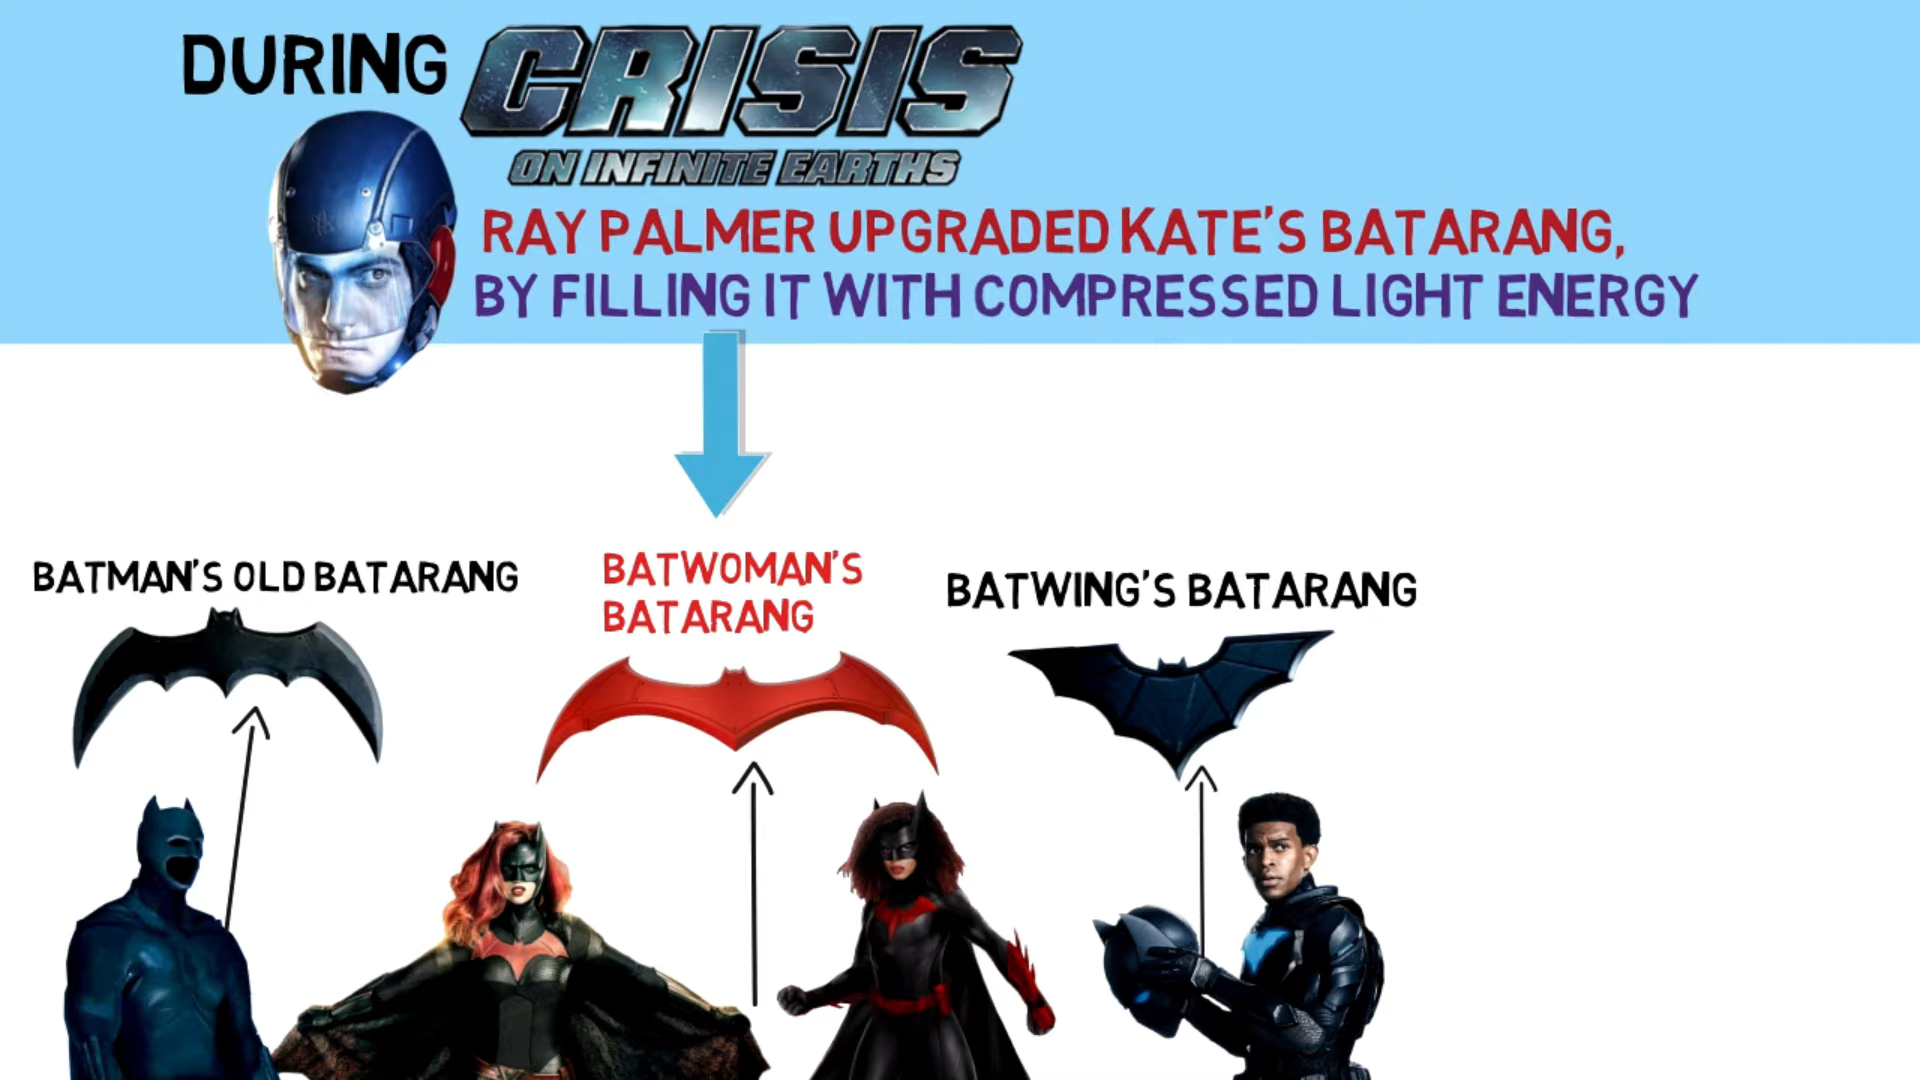 DURING
CRISIS
ON INFINITE EARTHS
RAY PALMER UPGRADED KATE'S BATARANG,
BY FILLING IT WITH COMPRESSED LIGHT ENERGY
BATMAN'S OLD BATARANG
BATWOMAN'S
BATARANG
BATWING'S BATARANG